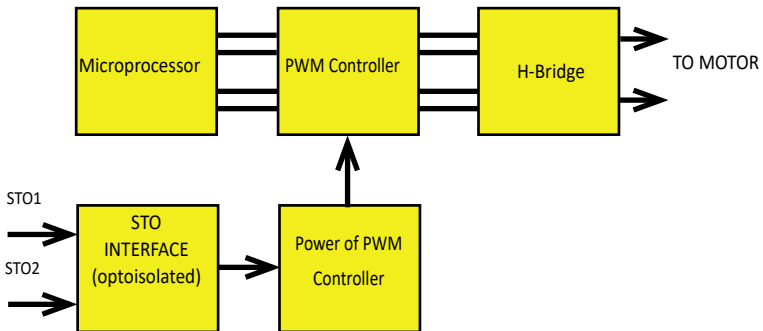 Microprocessor
PWM Controller
H-Bridge
TO MOTOR
STO1
STO2
STO
INTERFACE
(optoisolated)
Power of PWM
Controller